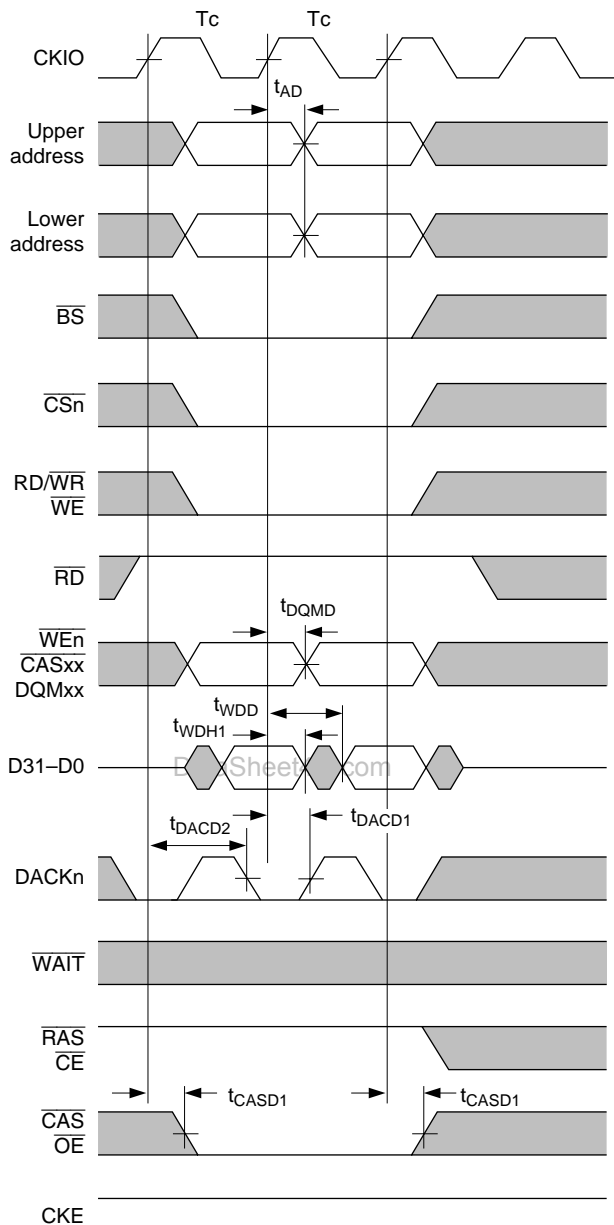 Tc Tc
CKIO
tAD
Upper
address
Lower
address
BS
CSn
RD/WR
WE
RD
tDQMD
WEn
CASxx
DQMxx
tWDD
tWDH1
D31–D0
tDACD2
tDACD1
DACKn
WAIT
RAS
CE
tCASD1 tCASD1
CAS
OE
CKE